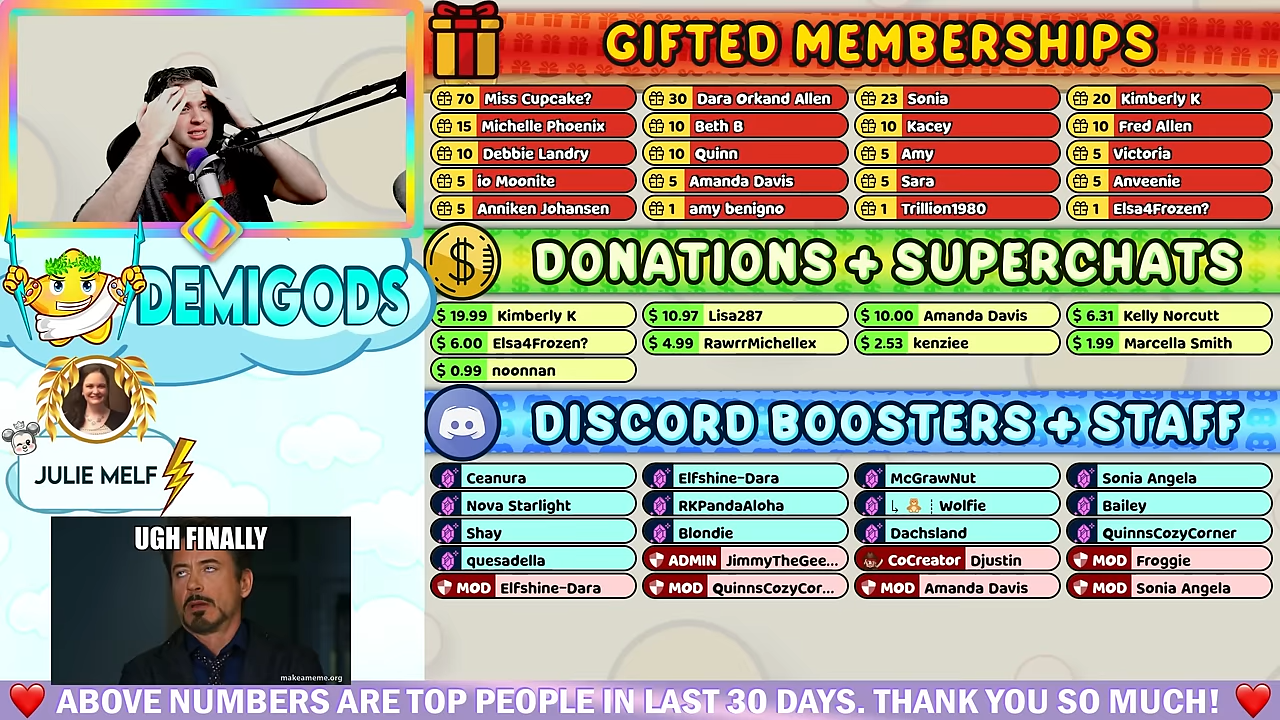 GIFTED MEMBERSHIPS
70 Miss Cupcake? 30 Dara Orkand Allen 23 Sonia 20 Kimberly K
15 Michelle Phoenix 10 Beth B 10 Kacey 10 Fred Allen
10 Debbie Landry 10 Quinn 5 Amy 5 Victoria
5 io Moonite 5 Amanda Davis 5 Sara 5 Anveenie
5 Anniken Johansen 1 amy benigno 1 Trillion1980 1 Elsa4Frozen?
DEMIGODS
JULIE MELF
UGH FINALLY
makeameme.org
DONATIONS + SUPERCHATS
$ 19.99 Kimberly K $ 10.97 Lisa287 $ 10.00 Amanda Davis $ 6.31 Kelly Norcutt
$ 6.00 Elsa4Frozen? $ 4.99 RawrrMichellex $ 2.53 kenziee $ 1.99 Marcella Smith
$ 0.99 noonnan
DISCORD BOOSTERS + STAFF
Ceanura Elfshine-Dara McGrawNut Sonia Angela
Nova Starlight RKPandaAloha Wolfie Bailey
Shay Blondie Dachsland QuinnsCozyCorner
quesadella ADMIN JimmyTheGee... CoCreator Djustin MOD Froggie
MOD Elfshine-Dara MOD QuinnsCozyCor... MOD Amanda Davis MOD Sonia Angela
ABOVE NUMBERS ARE TOP PEOPLE IN LAST 30 DAYS. THANK YOU SO MUCH!